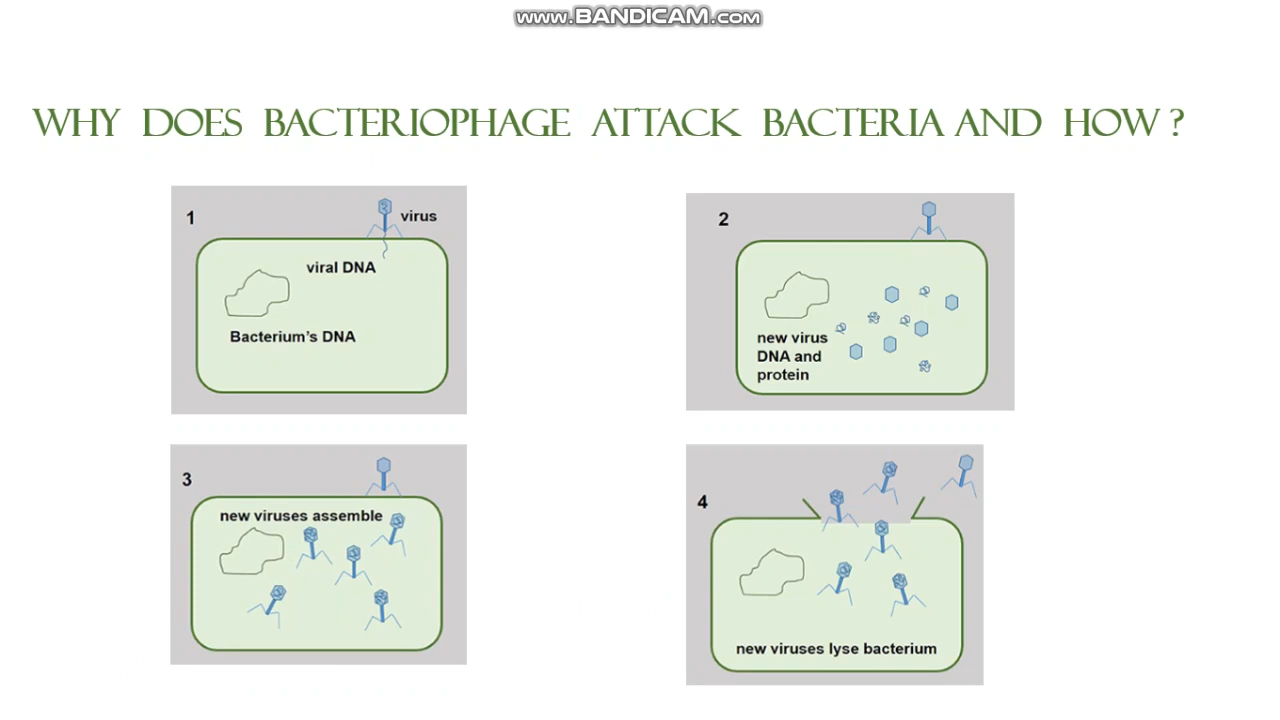 www.BANDICAM.com
WHY DOES BACTERIOPHAGE ATTACK BACTERIA AND HOW ?
1
virus
viral DNA
Bacterium's DNA
2
new virus
DNA and
protein
3
new viruses assemble
4
new viruses lyse bacterium